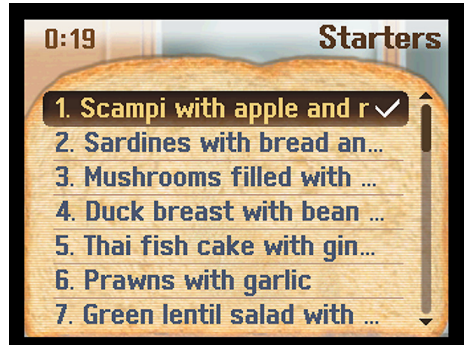 0:19 Starters
1. Scampi with apple and r
2. Sardines with bread an...
3. Mushrooms filled with ...
4. Duck breast with bean ...
5. Thai fish cake with gin...
6. Prawns with garlic
7. Green lentil salad with ...